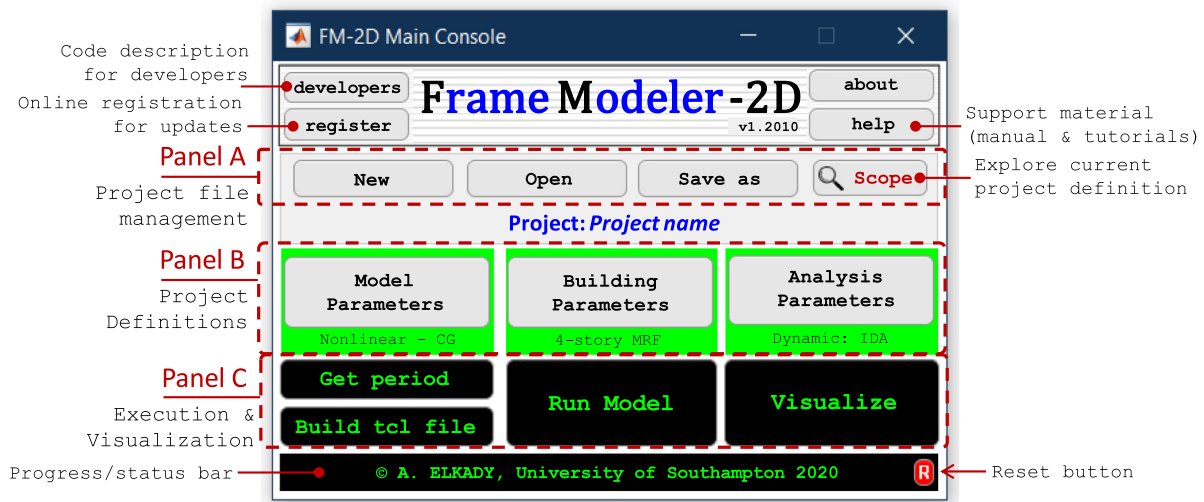 FM-2D Main Console
Code description
for developers
developers
Frame Modeler-2D
about
Online registration
for updates
register
v1.2010
help
Support material
(manual & tutorials)
Panel A
Project file
management
New
Open
Save as
Scope
Explore current
project definition
Project: Project name
Panel B
Project
Definitions
Model
Parameters
Nonlinear - CG
Building
Parameters
4-story MRF
Analysis
Parameters
Dynamic: IDA
Panel C
Execution &
Visualization
Get period
Build tcl file
Run Model
Visualize
Progress/status bar
© A. ELKADY, University of Southampton 2020
R
Reset button